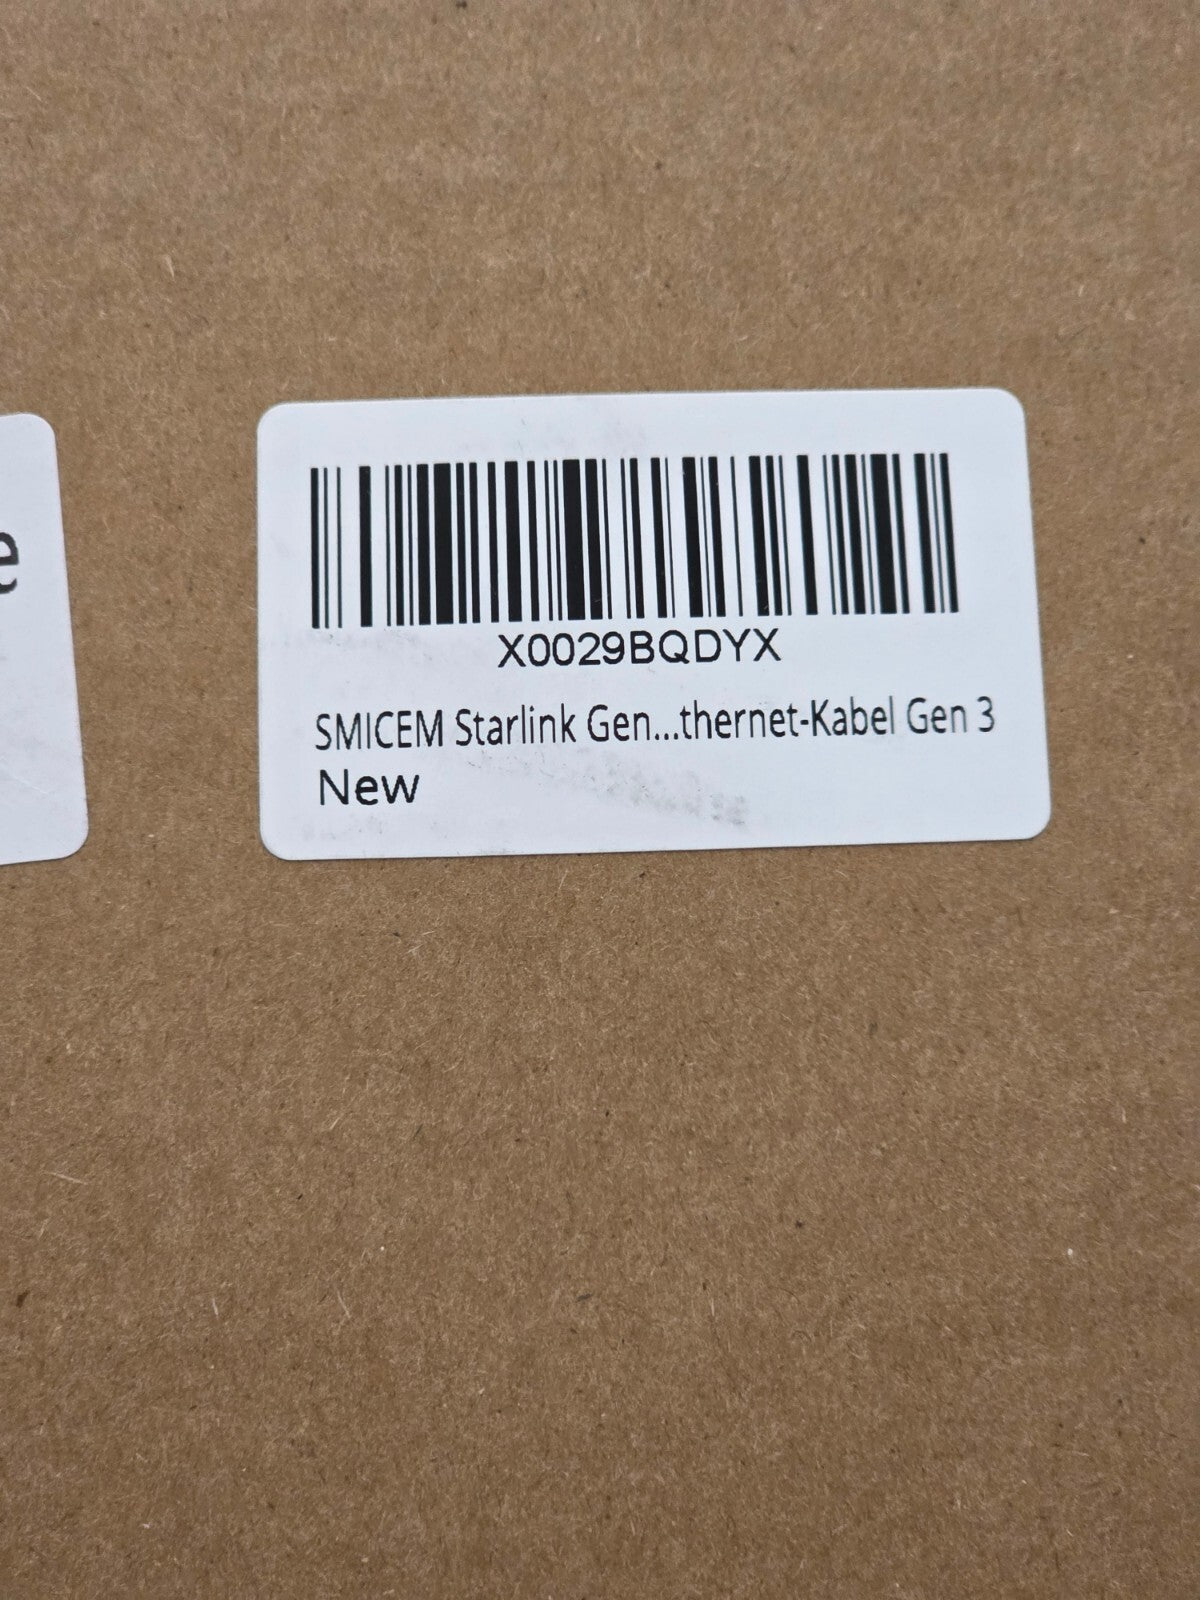 e
X0029BQDYX
SMICEM Starlink Gen...thernet-Kabel Gen 3
New